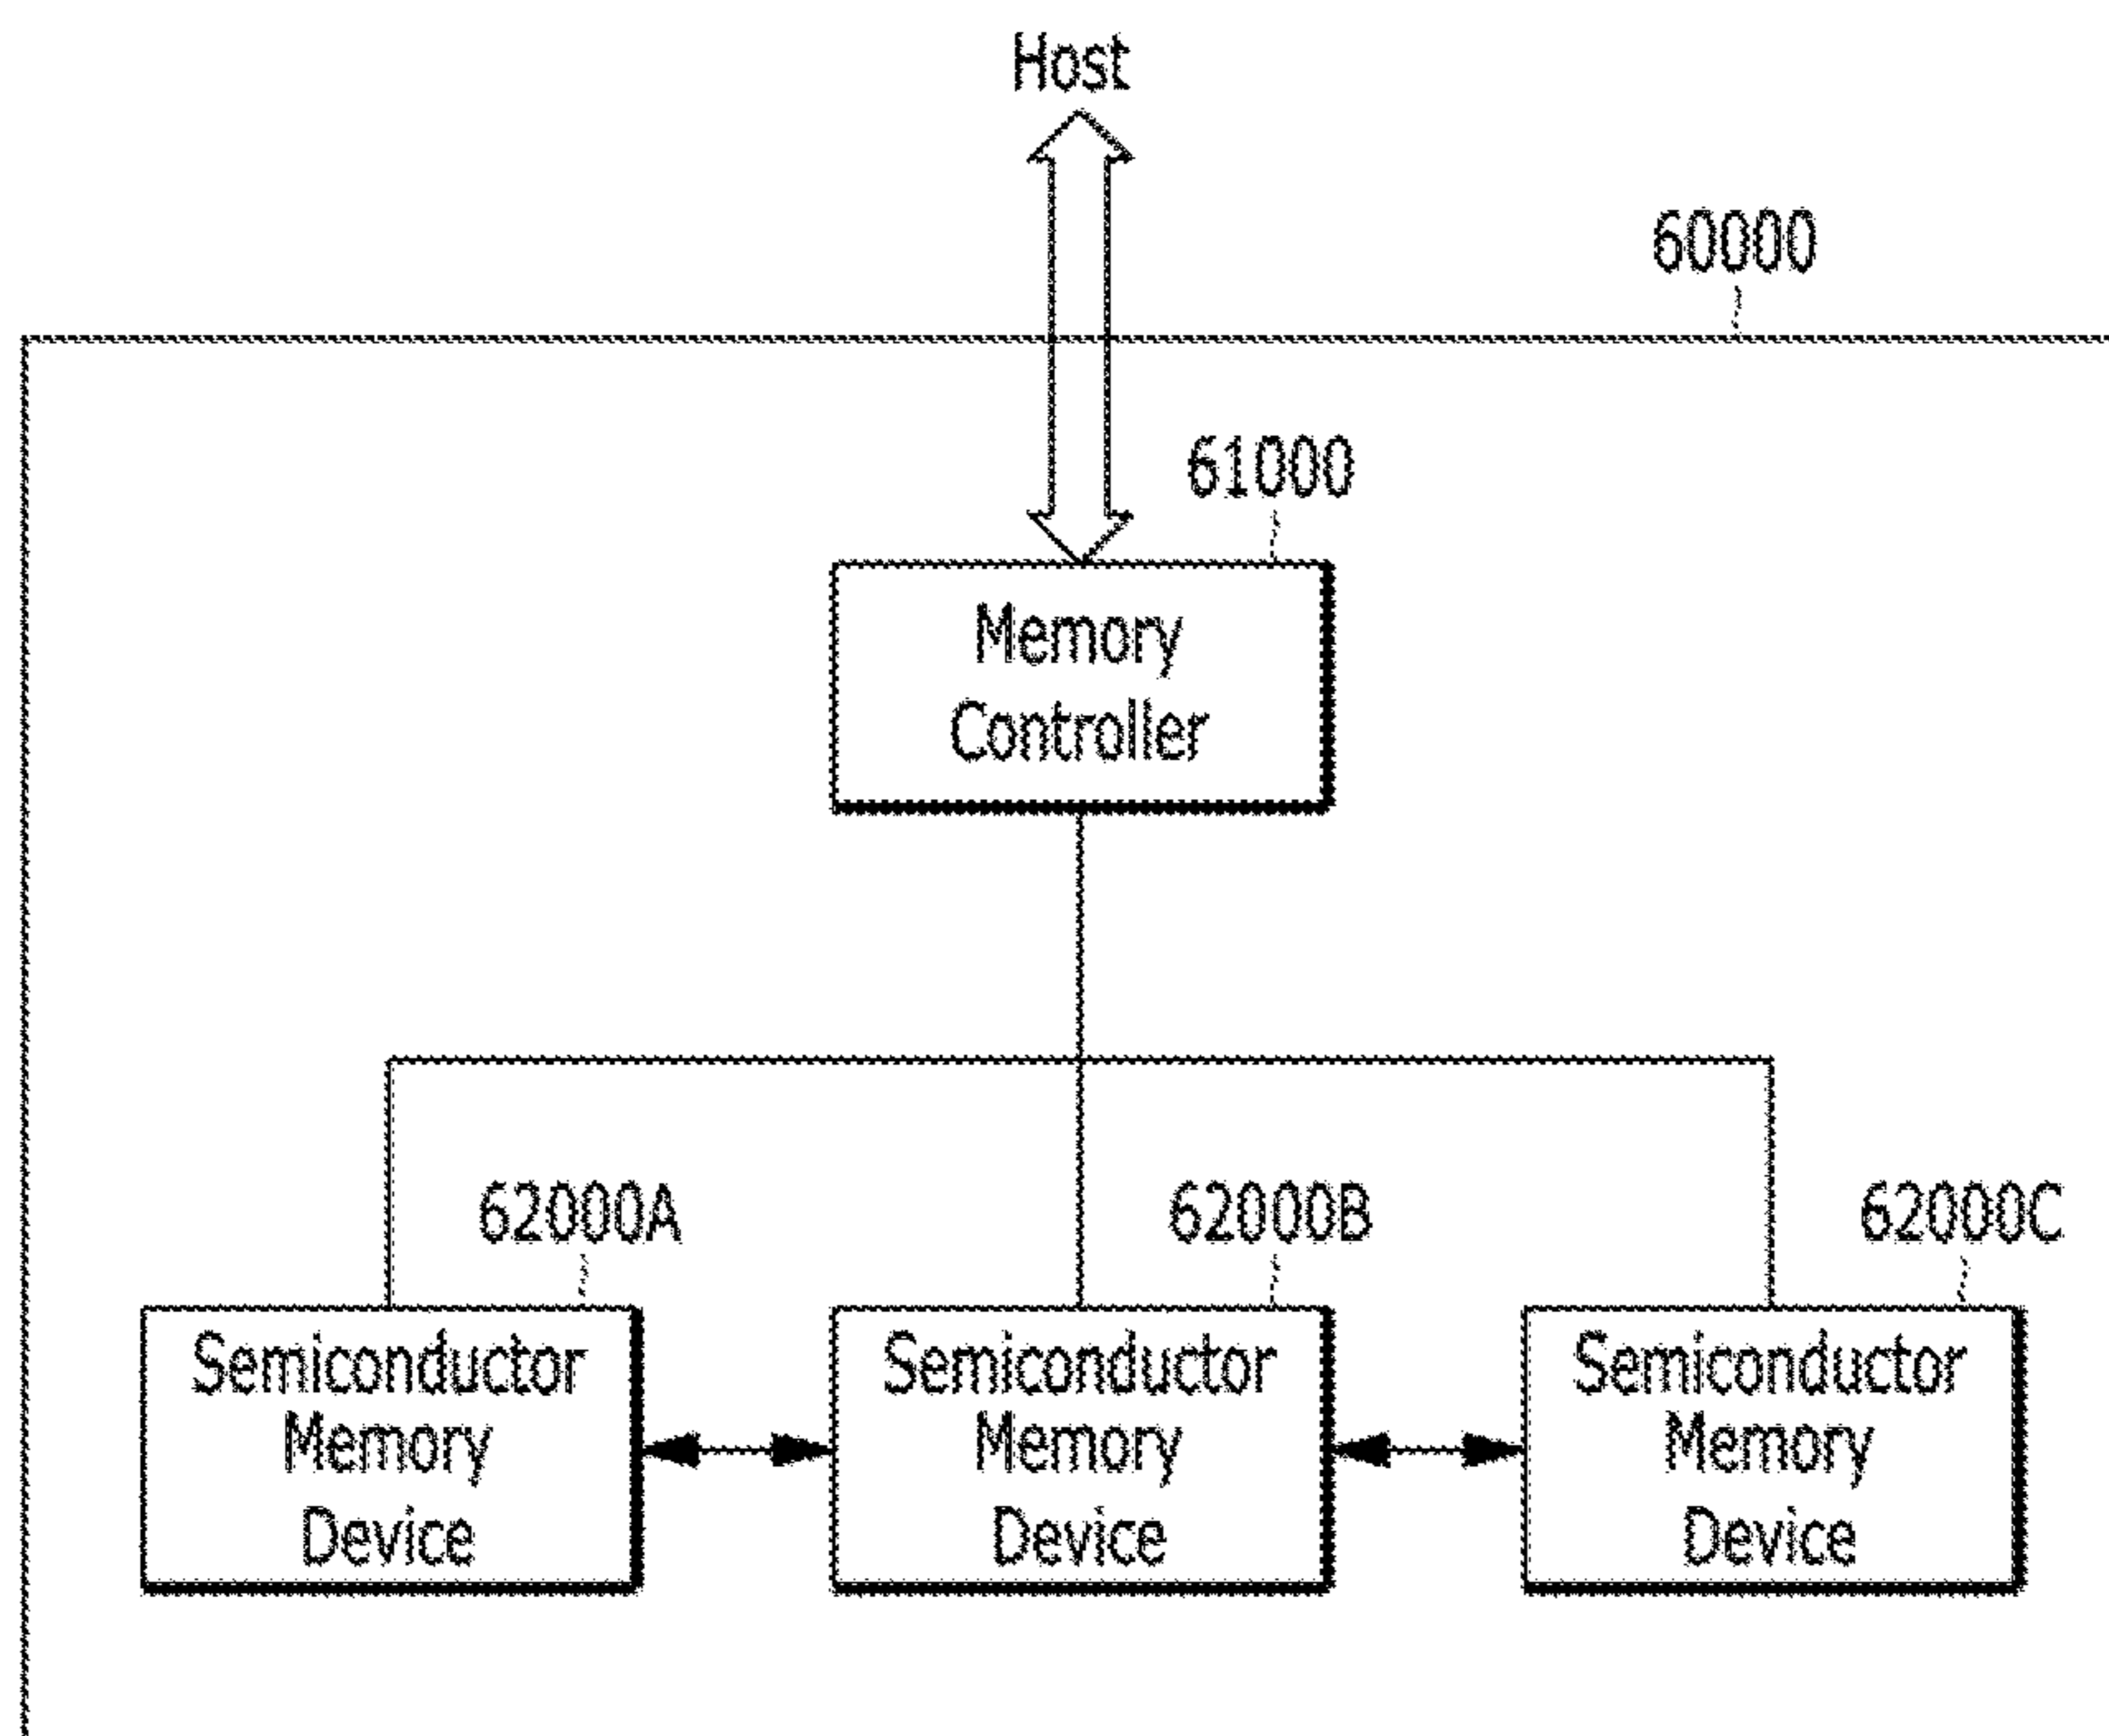 Host
60000
61000
Memory
Controller
62000A
62000B
62000C
Semiconductor
Memory
Device
Semiconductor
Memory
Device
Semiconductor
Memory
Device